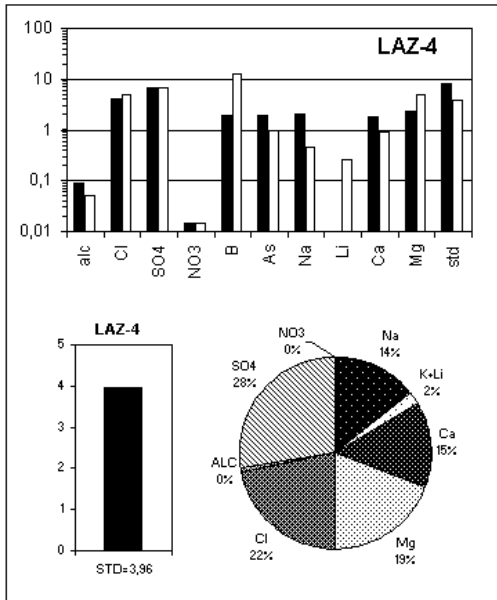 LAZ-4
100
10
1
0,1
0,01
alc
Cl
SO4
NO3
B
As
Na
Li
Ca
Mg
std
LAZ-4
5
4
3
2
1
0
STD=3,96
NO3
0%
Na
14%
K+Li
2%
Ca
15%
Mg
19%
Cl
22%
ALC
0%
SO4
28%